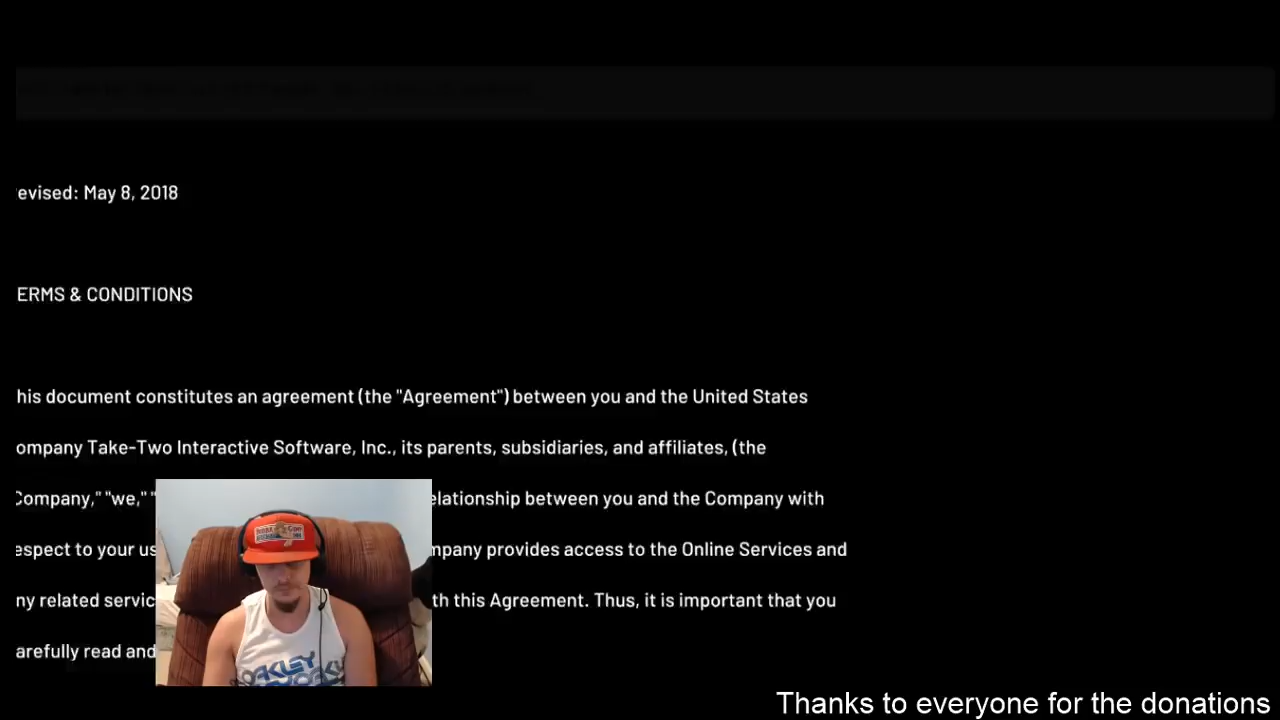 evised: May 8, 2018
ERMS & CONDITIONS
his document constitutes an agreement (the "Agreement") between you and the United States
ompany Take-Two Interactive Software, Inc., its parents, subsidiaries, and affiliates, (the
Company," "we," " elationship between you and the Company with
espect to your us mpany provides access to the Online Services and
ny related servic th this Agreement. Thus, it is important that you
arefully read and
OAKLEY
Thanks to everyone for the donations